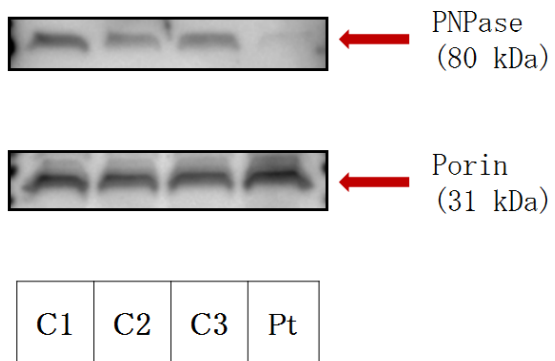 PNPase
(80 kDa)
Porin
(31 kDa)
C1 C2 C3 Pt